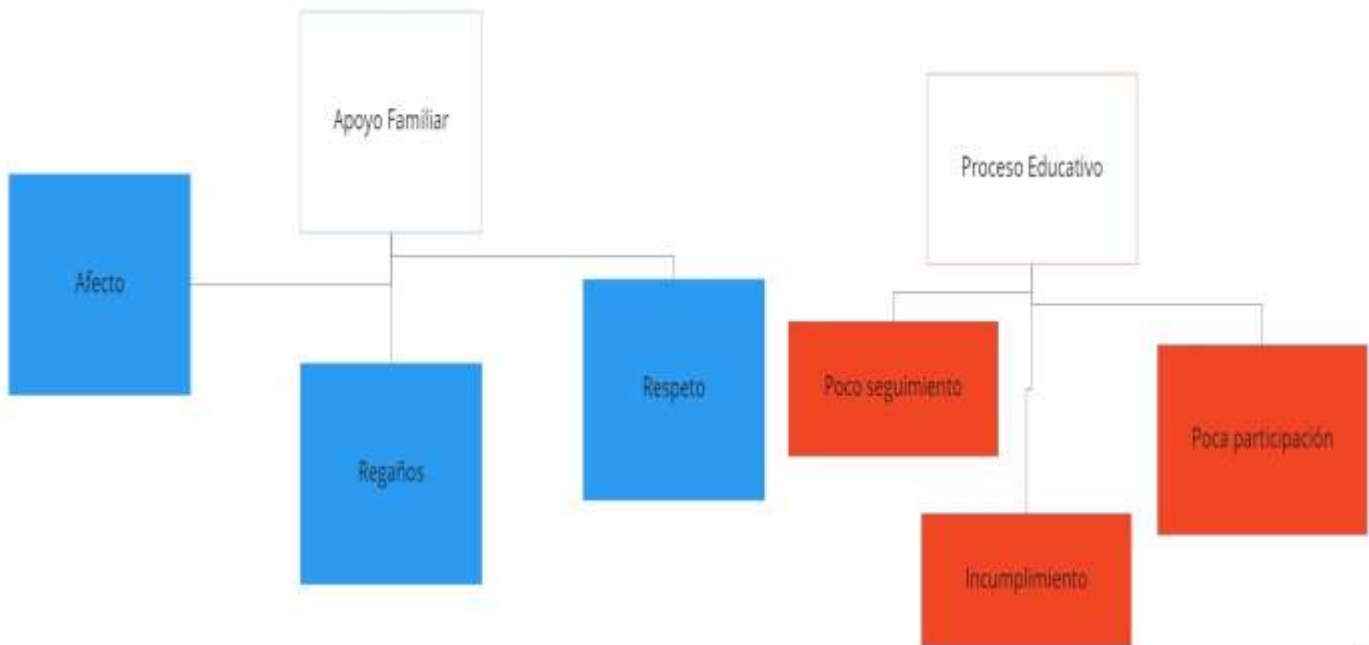 Apoyo Familiar
Afecto
Regaños
Respeto
Proceso Educativo
Poco seguimiento
Incumplimiento
Poca participación